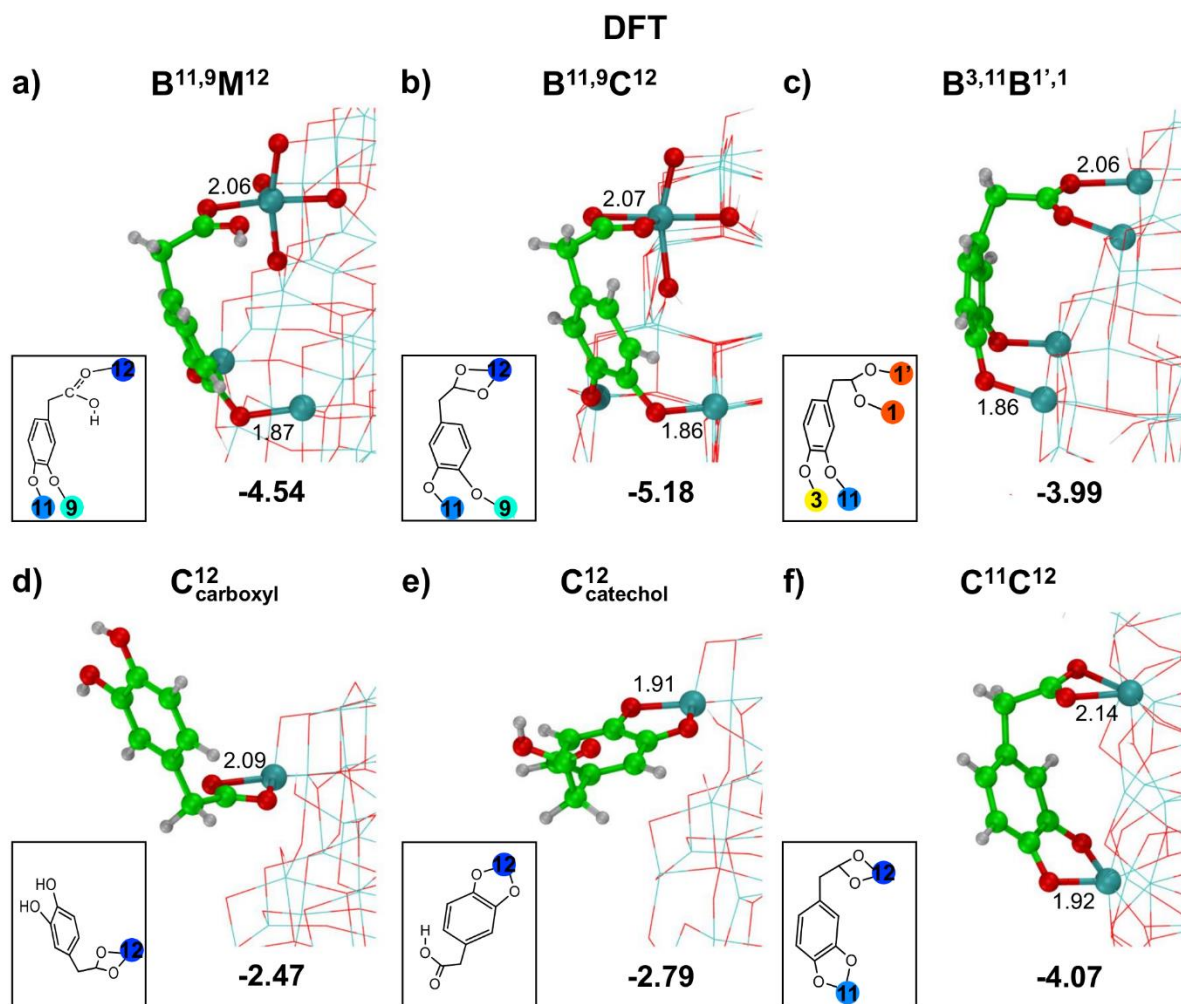 DFT
a) B¹¹,⁹M¹²
2.06
1.87
12
O
O
H
O
O
11
9
-4.54
b) B¹¹,⁹C¹²
2.07
1.86
12
O
O
O
O
11
9
-5.18
c) B³,¹¹B¹',¹
2.06
1.86
O
1'
O
1
O
O
3
11
-3.99
d) C¹²carboxyl
2.09
HO
HO
O
O
12
-2.47
e) C¹²catechol
1.91
12
O
O
H
O
O
-2.79
f) C¹¹C¹²
2.14
1.92
O
O
12
O
O
11
-4.07